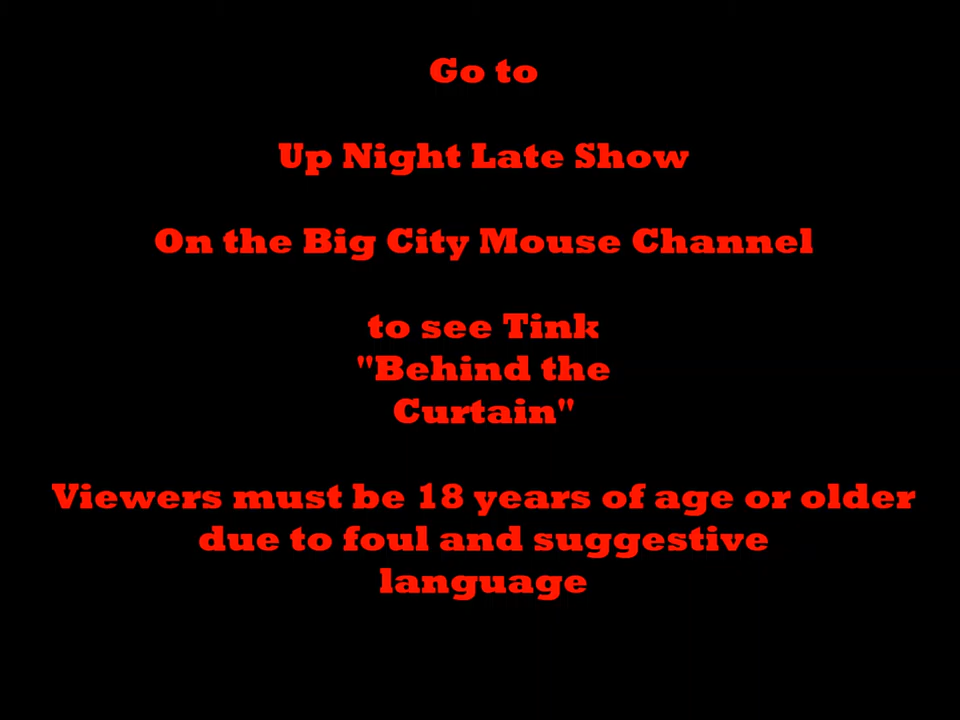 Go to
Up Night Late Show
On the Big City Mouse Channel
to see Tink
"Behind the
Curtain"
Viewers must be 18 years of age or older
due to foul and suggestive
language